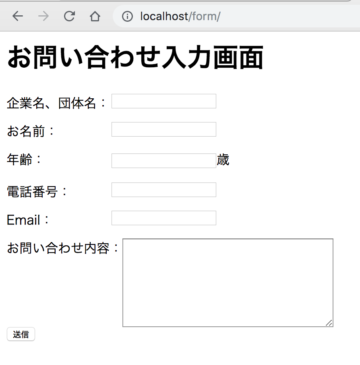 localhost/form/
お問い合わせ入力画面
企業名、団体名：
お名前：
年齢： 歳
電話番号：
Email：
お問い合わせ内容：
送信